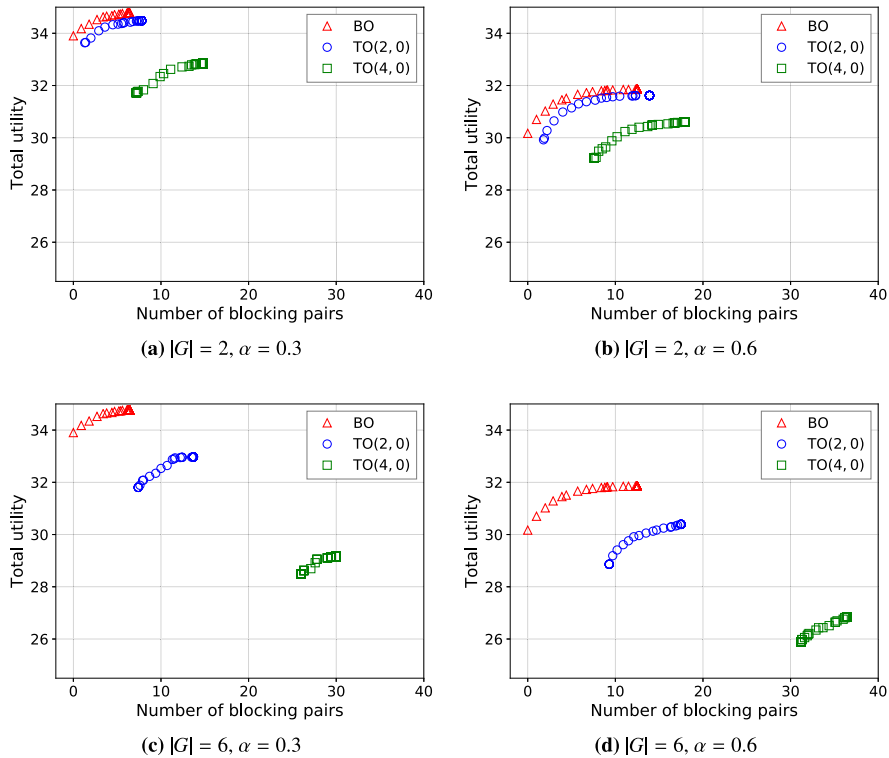 34
32
30
28
26
Total utility
0
10
20
30
40
Number of blocking pairs
BO
TO(2, 0)
TO(4, 0)
(a) |G| = 2, α = 0.3
34
32
30
28
26
Total utility
0
10
20
30
40
Number of blocking pairs
BO
TO(2, 0)
TO(4, 0)
(b) |G| = 2, α = 0.6
34
32
30
28
26
Total utility
0
10
20
30
40
Number of blocking pairs
BO
TO(2, 0)
TO(4, 0)
(c) |G| = 6, α = 0.3
34
32
30
28
26
Total utility
0
10
20
30
40
Number of blocking pairs
BO
TO(2, 0)
TO(4, 0)
(d) |G| = 6, α = 0.6